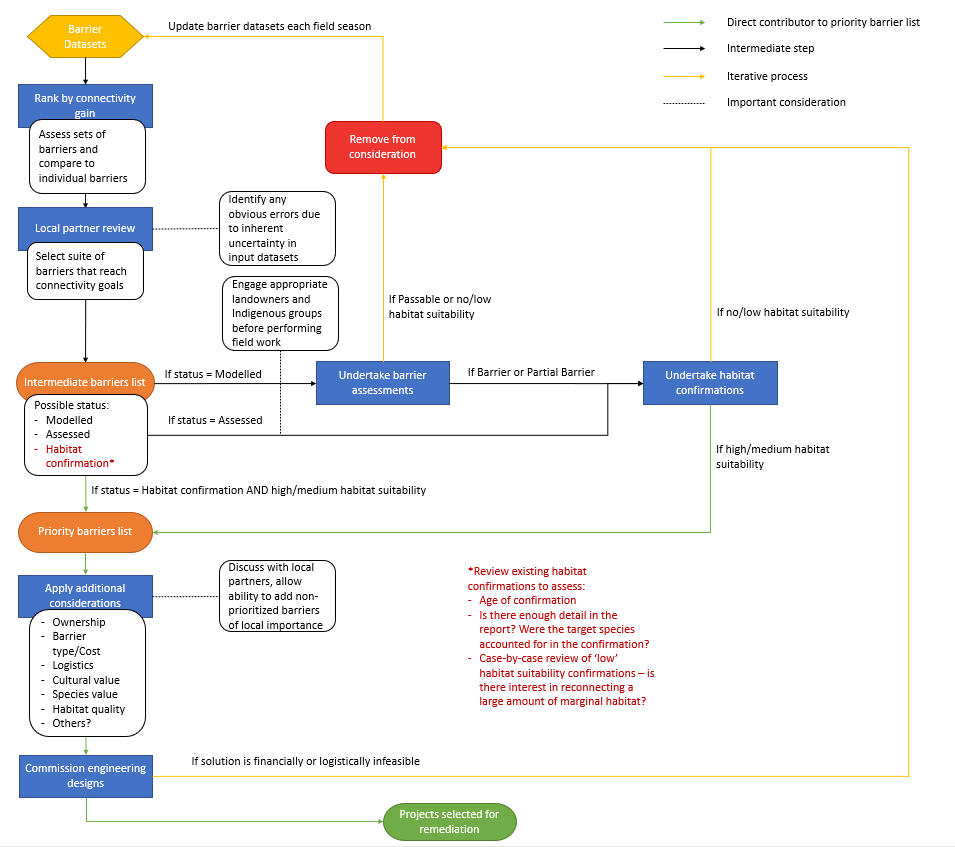 Barrier
Datasets
Update barrier datasets each field season
Direct contributor to priority barrier list
Intermediate step
Iterative process
Important consideration
Rank by connectivity
gain
Assess sets of
barriers and
compare to
individual barriers
Remove from
consideration
Local partner review
Select suite of
barriers that reach
connectivity goals
Identify any
obvious errors due
to inherent
uncertainty in
input datasets
Engage appropriate
landowners and
Indigenous groups
before performing
field work
If Passable or no/low
habitat suitability
If no/low habitat suitability
Intermediate barriers list
If status = Modelled
Undertake barrier
assessments
If Barrier or Partial Barrier
Undertake habitat
confirmations
Possible status:
- Modelled
- Assessed
- Habitat
confirmation*
If status = Assessed
If high/medium habitat
suitability
If status = Habitat confirmation AND high/medium habitat suitability
Priority barriers list
Apply additional
considerations
- Ownership
- Barrier
type/Cost
- Logistics
- Cultural value
- Species value
- Habitat quality
- Others?
Discuss with local
partners, allow
ability to add non-
prioritized barriers
of local importance
*Review existing habitat
confirmations to assess:
- Age of confirmation
- Is there enough detail in the
report? Were the target species
accounted for in the confirmation?
- Case-by-case review of ‘low’
habitat suitability confirmations – is
there interest in reconnecting a
large amount of marginal habitat?
Commission engineering
designs
If solution is financially or logistically infeasible
Projects selected for
remediation